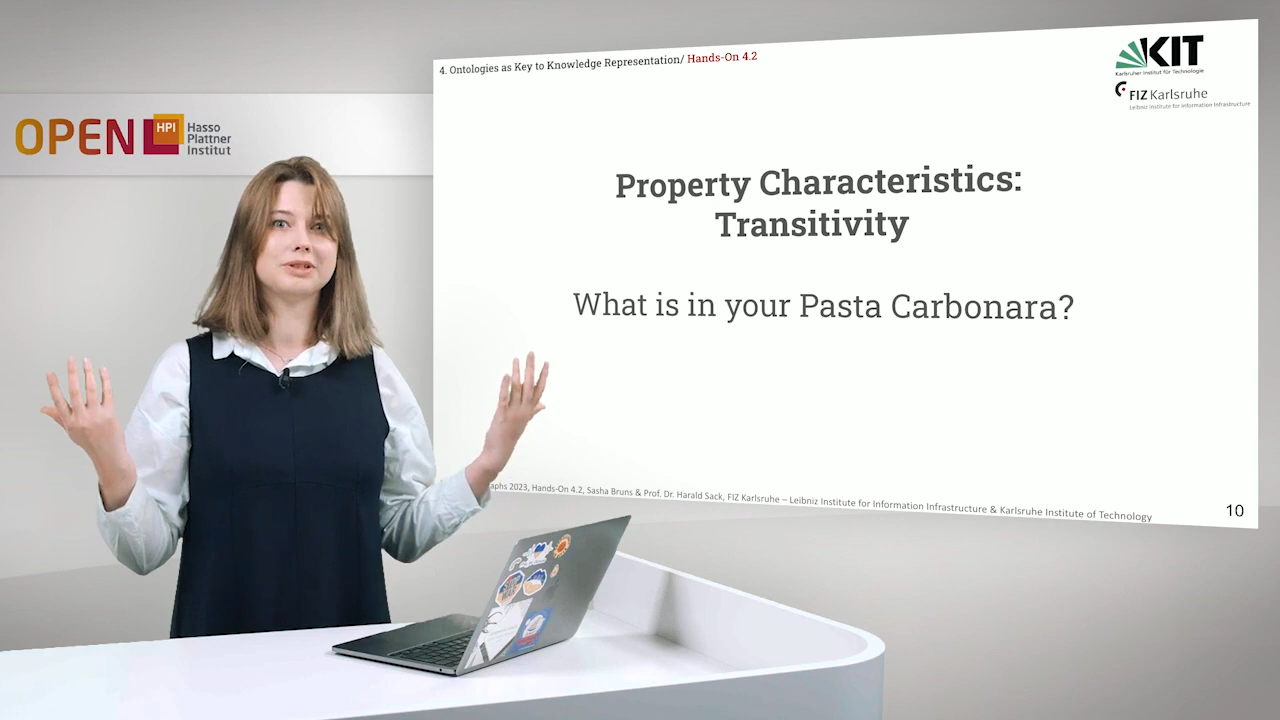 4. Ontologies as Key to Knowledge Representation/ Hands-On 4.2
KIT
Karlsruher Institut für Technologie
FIZ Karlsruhe
Leibniz Institute for Information Infrastructure
OPEN HPI
Hasso
Plattner
Institut
Property Characteristics:
Transitivity
What is in your Pasta Carbonara?
2023, Hands-On 4.2, Sasha Bruns & Prof. Dr. Harald Sack, FIZ Karlsruhe – Leibniz Institute for Information Infrastructure & Karlsruhe Institute of Technology
10